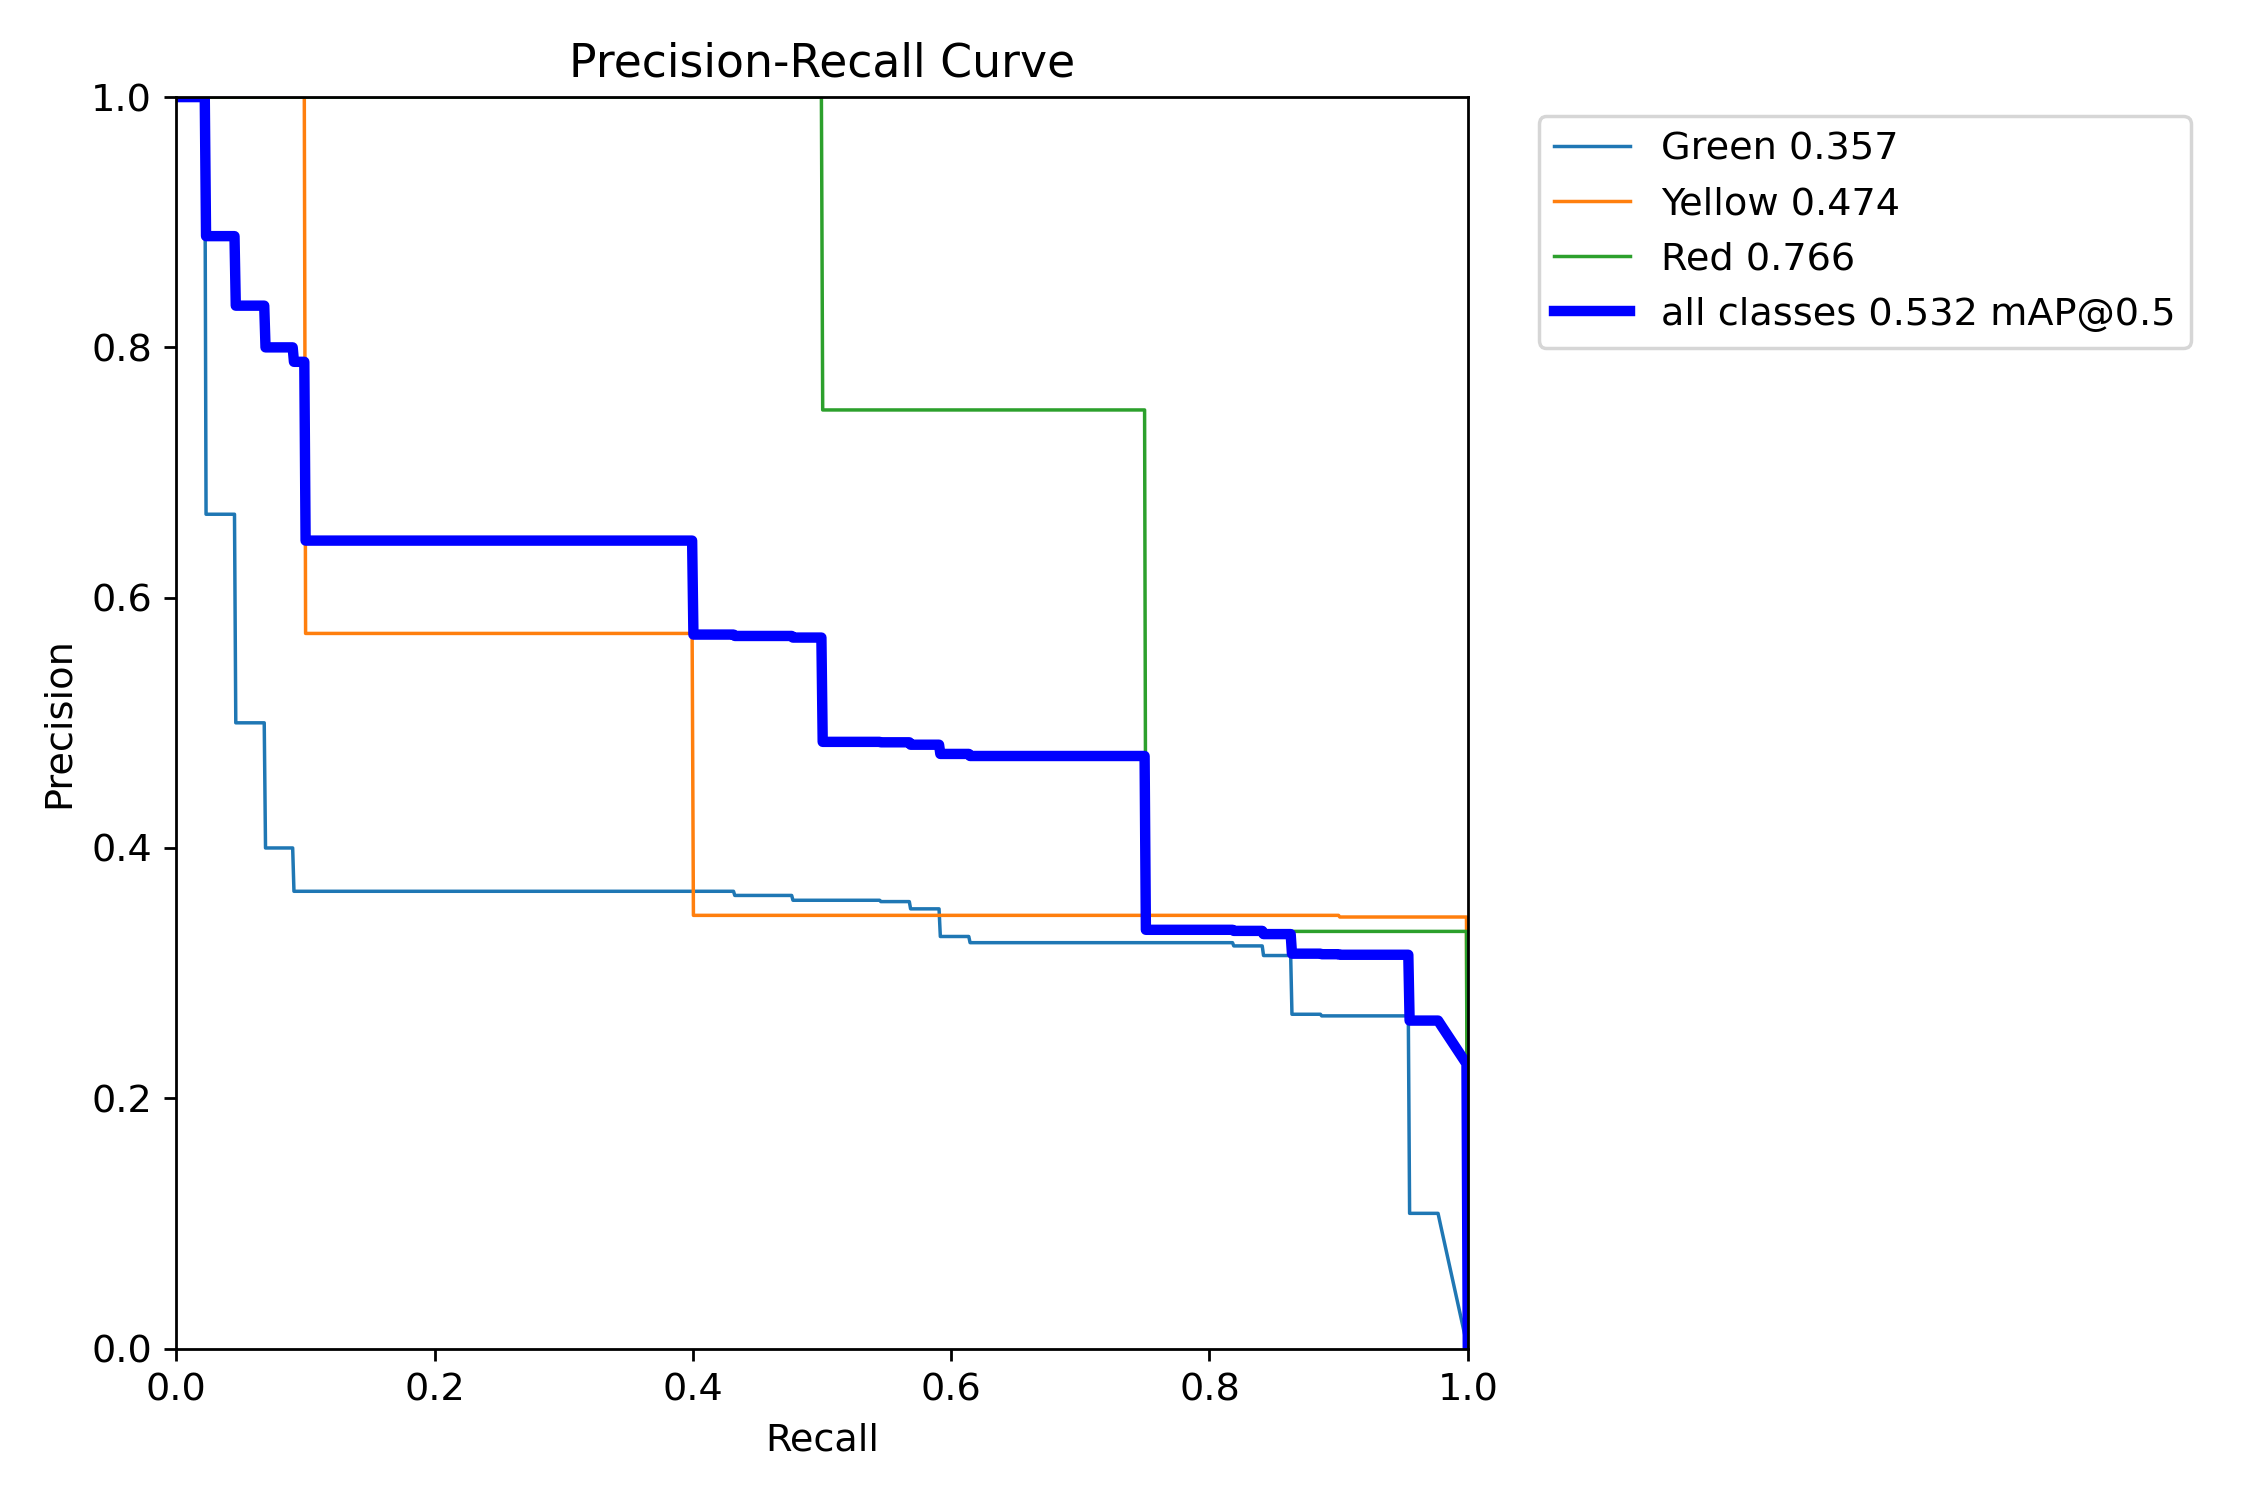 Precision-Recall Curve
1.0
0.8
0.6
0.4
0.2
0.0
Precision
0.0 0.2 0.4 0.6 0.8 1.0
Recall
Green 0.357
Yellow 0.474
Red 0.766
all classes 0.532 mAP@0.5